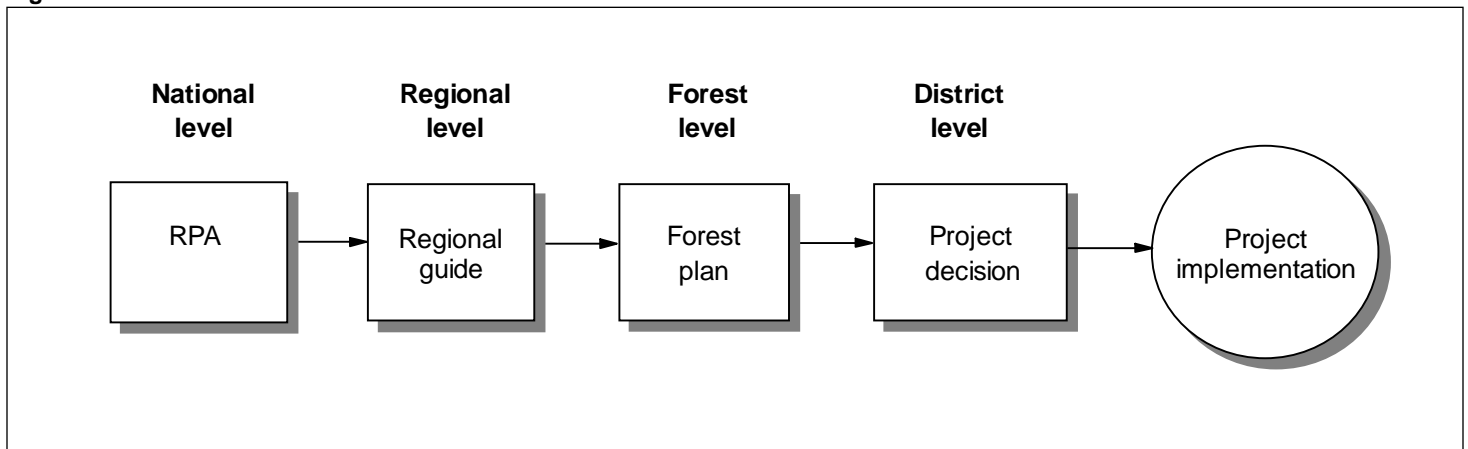 National
level
Regional
level
Forest
level
District
level
RPA
Regional
guide
Forest
plan
Project
decision
Project
implementation